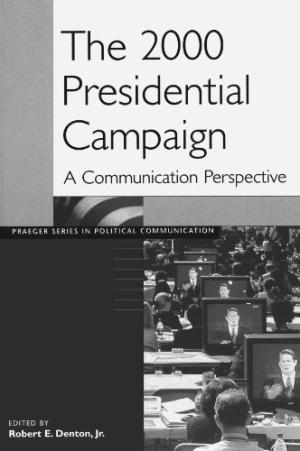 The 2000
Presidential
Campaign
A Communication Perspective
PRAEGER SERIES IN POLITICAL COMMUNICATION
EDITED BY
Robert E. Denton, Jr.